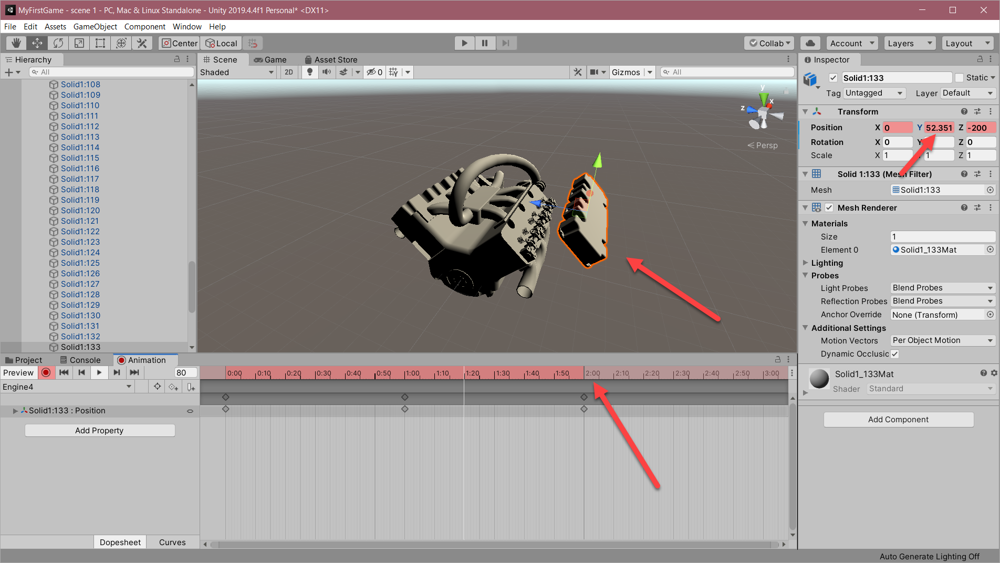 MyFirstGame - scene 1 - PC, Mac & Linux Standalone - Unity 2019.4.4f1 Personal* <DX11>
File Edit Assets GameObject Component Window Help
Center Local Collab Account Layers Layout
Hierarchy
All
Solid1:108
Solid1:109
Solid1:110
Solid1:111
Solid1:112
Solid1:113
Solid1:114
Solid1:115
Solid1:116
Solid1:117
Solid1:118
Solid1:119
Solid1:120
Solid1:121
Solid1:122
Solid1:123
Solid1:124
Solid1:125
Solid1:126
Solid1:127
Solid1:128
Solid1:129
Solid1:130
Solid1:131
Solid1:132
Solid1:133
Scene Game Asset Store
Shaded 2D 0 Gizmos All
y
x
z
Persp
Inspector
Solid1:133 Static
Tag Untagged Layer Default
Transform
Position X 0 Y 52.351 Z -200
Rotation X 0 Y Z 0
Scale X 1 1 Z 1
Solid 1:133 (Mesh Filter)
Mesh Solid1:133
Mesh Renderer
Materials
Size 1
Element 0 Solid1_133Mat
Lighting
Probes
Light Probes Blend Probes
Reflection Probes Blend Probes
Anchor Override None (Transform)
Additional Settings
Motion Vectors Per Object Motion
Dynamic Occlusic
Solid1_133Mat
Shader Standard
Add Component
Project Console Animation
Preview 80
0:00 0:10 0:20 0:30 0:40 0:50 1:00 1:10 1:20 1:30 1:40 1:50 2:00 2:10 2:20 2:30 2:40 2:50 3:00
Engine4
Solid1:133 : Position
Add Property
Dopesheet Curves
Auto Generate Lighting Off